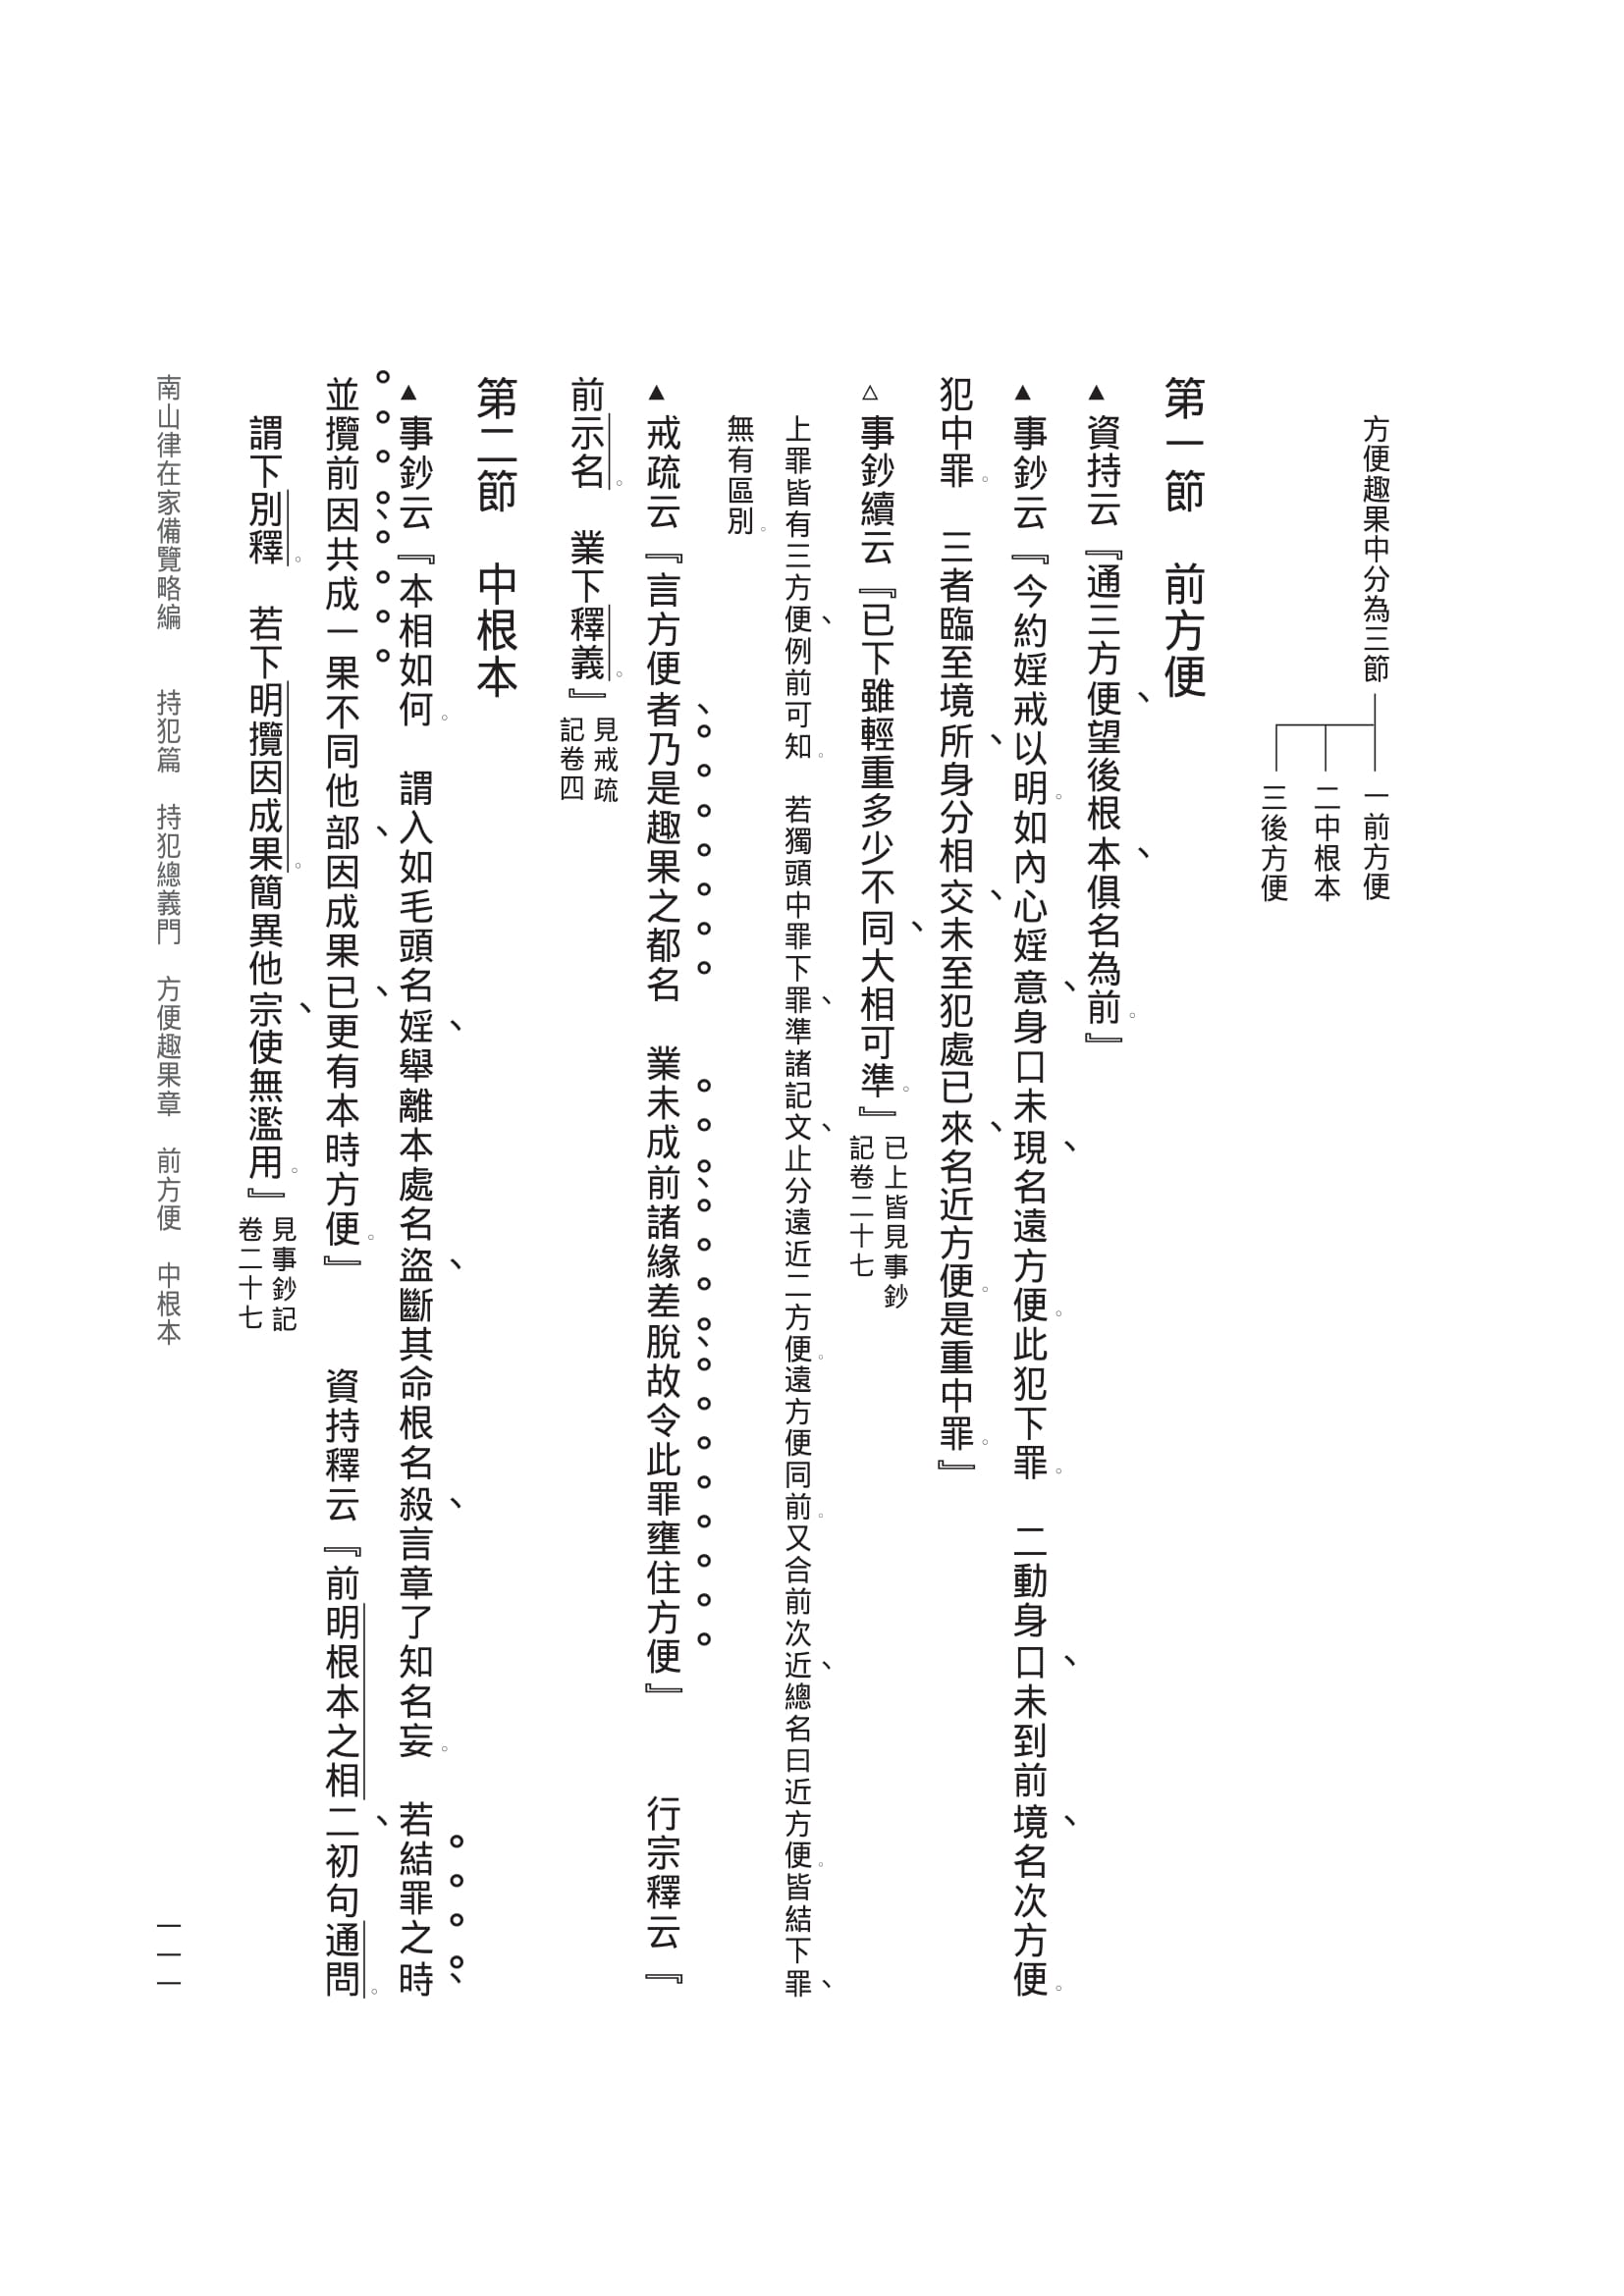 方便趣果中分為三節
一前方便
二中根本
三後方便
第一節　前方便
▲資持云『通三方便、望後根本、俱名為前。』
▲事鈔云『今約婬戒以明。如內心婬意、身口未現、名遠方便。此犯下罪。　二動身口、未到前境、名次方便。
犯中罪。　三者臨至境所、身分相交、未至犯處已來、名近方便。是重中罪。』
△事鈔續云『已下雖輕重多少不同、大相可準。』已上皆見事鈔記卷二十七
上罪皆有三方便、例前可知。　若獨頭中罪下罪、準諸記文、止分遠近二方便。遠方便同前。又合前次近、總名曰近方便。皆結下罪、
無有區別。
▲戒疏云『言方便者、乃是趣果之都名　業未成前、諸緣差脫、故令此罪壅住方便』　行宗釋云『
前示名。　業下釋義。』見戒疏記卷四
第二節　中根本
▲事鈔云『本相如何。　謂入如毛頭名婬、舉離本處名盜、斷其命根名殺、言章了知名妄。　若結罪之時、
並攬前因、共成一果不同他部、因成果已、更有本時方便。』　資持釋云『前明根本之相、二初句通問。
謂下別釋。　若下明攬因成果。簡異他宗、使無濫用。』見事鈔記卷二十七
南山律在家備覽略編　持犯篇　持犯總義門　方便趣果章　前方便　中根本
一一一